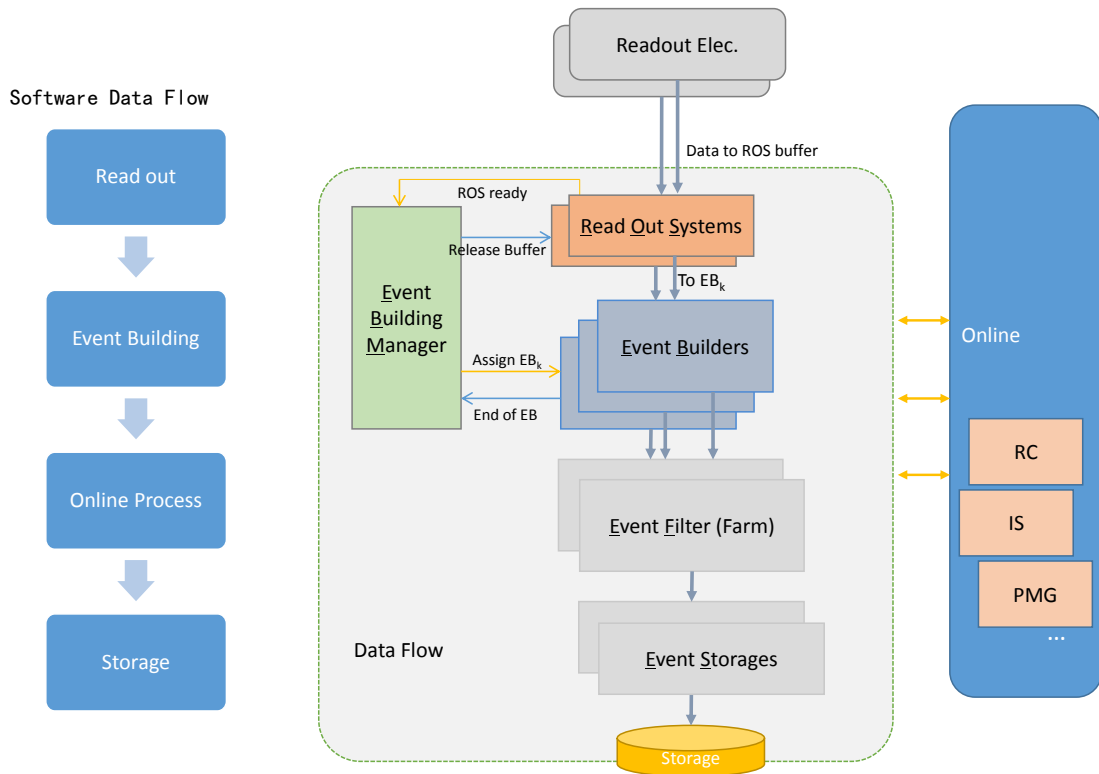 Software Data Flow
Read out
Event Building
Online Process
Storage
Readout Elec.
Data to ROS buffer
ROS ready
Read Out Systems
Release Buffer
To EBk
Event
Building
Manager
Event Builders
Assign EBk
End of EB
Event Filter (Farm)
Event Storages
Data Flow
Storage
Online
RC
IS
PMG
...